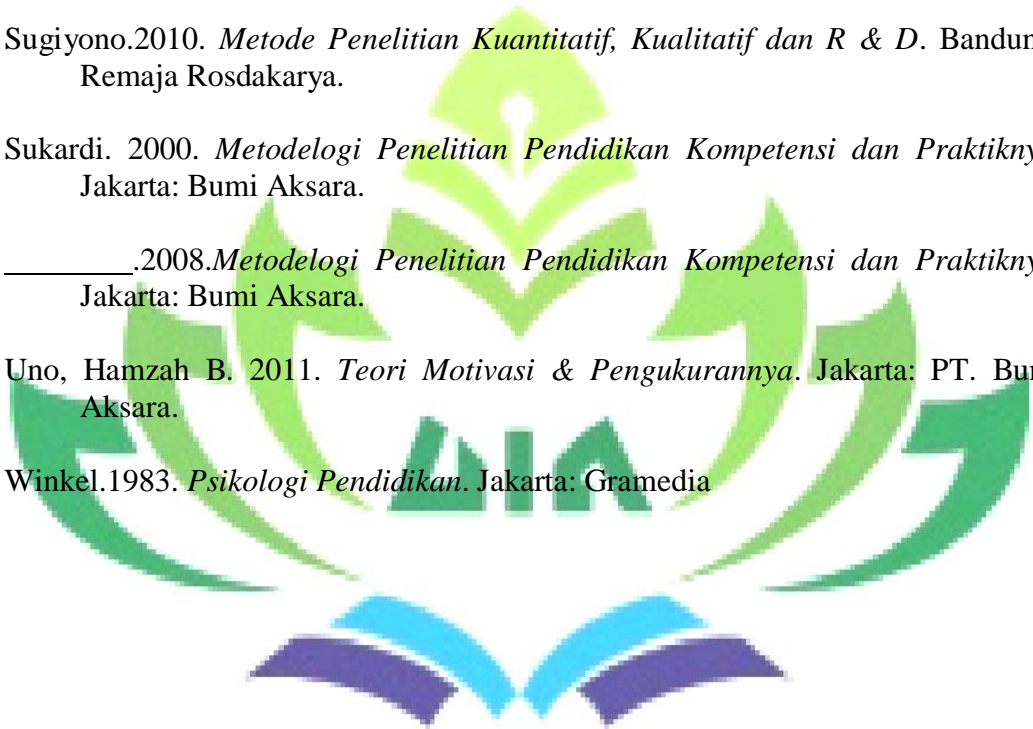 Sugiyono.2010. Metode Penelitian Kuantitatif, Kualitatif dan R & D. Bandun
Remaja Rosdakarya.
Sukardi. 2000. Metodelogi Penelitian Pendidikan Kompetensi dan Praktikny
Jakarta: Bumi Aksara.
________.2008.Metodelogi Penelitian Pendidikan Kompetensi dan Praktikny
Jakarta: Bumi Aksara.
Uno, Hamzah B. 2011. Teori Motivasi & Pengukurannya. Jakarta: PT. Bu
Aksara.
Winkel.1983. Psikologi Pendidikan. Jakarta: Gramedia